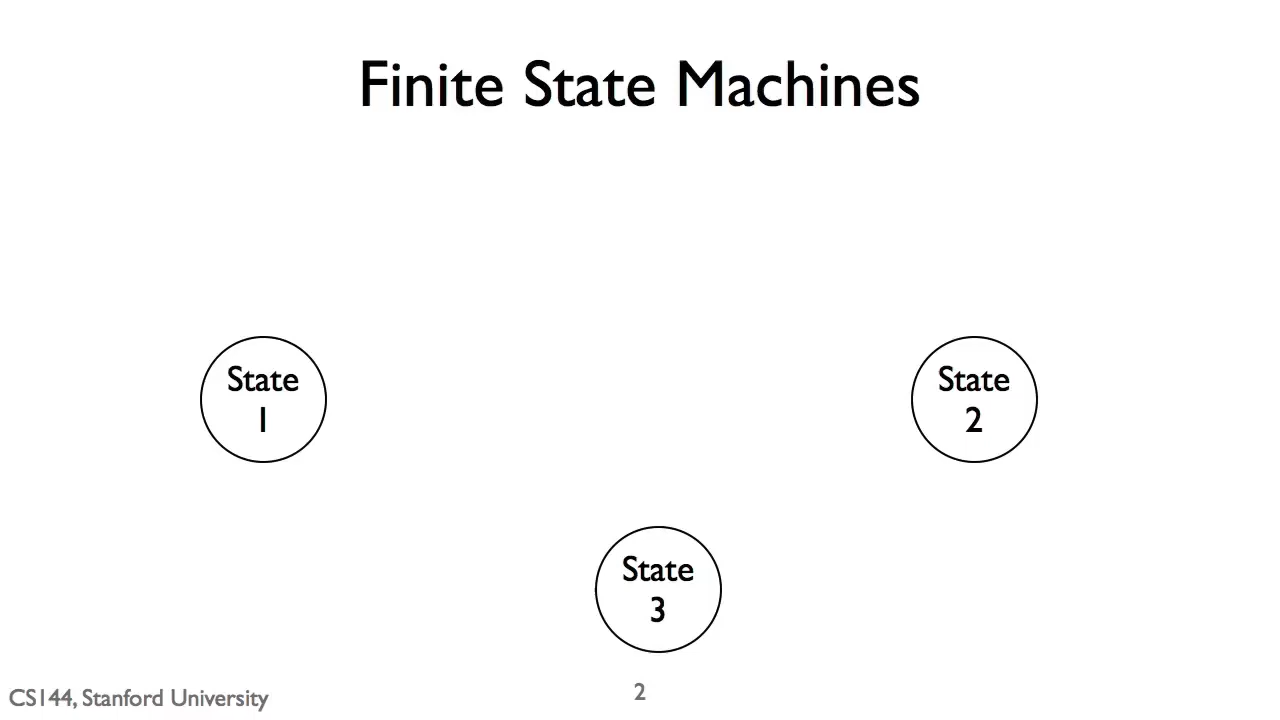 Finite State Machines
State
1
State
2
State
3
CS144, Stanford University
2